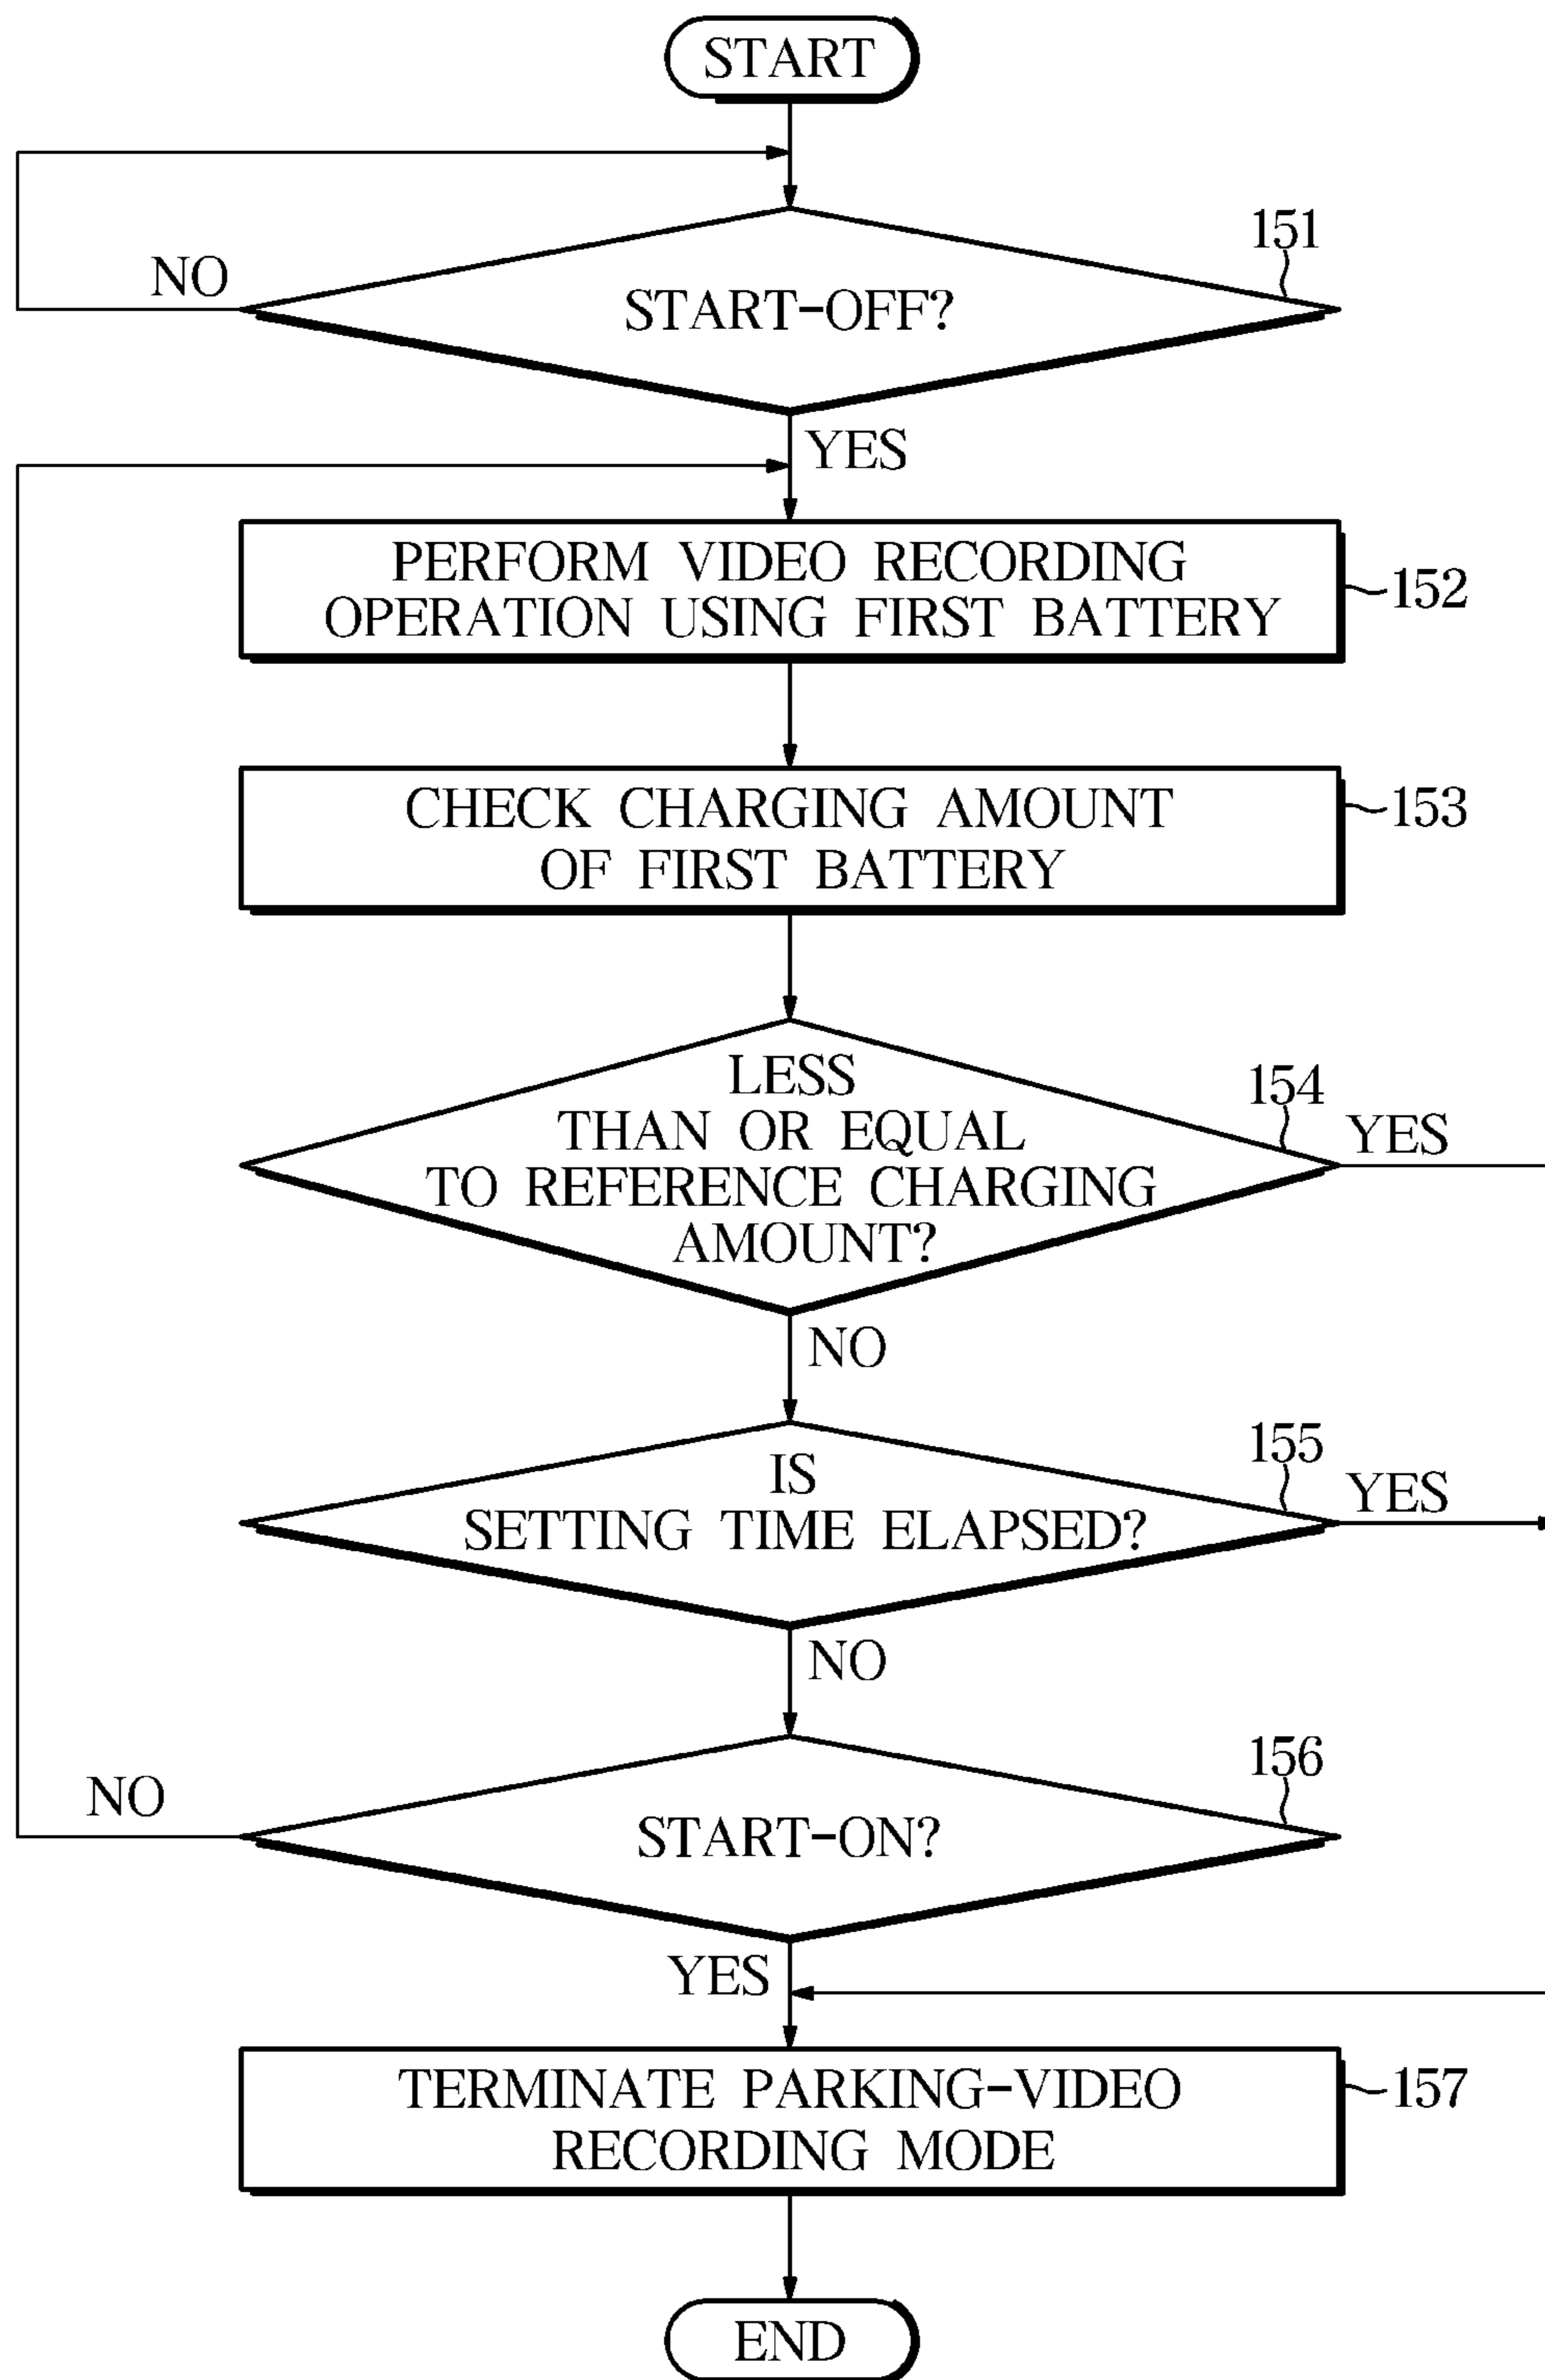 START
151
NO
START-OFF?
YES
PERFORM VIDEO RECORDING
OPERATION USING FIRST BATTERY
152
CHECK CHARGING AMOUNT
OF FIRST BATTERY
153
LESS
THAN OR EQUAL
TO REFERENCE CHARGING
AMOUNT?
154
YES
NO
155
IS
SETTING TIME ELAPSED?
YES
NO
156
NO
START-ON?
YES
TERMINATE PARKING-VIDEO
RECORDING MODE
157
END